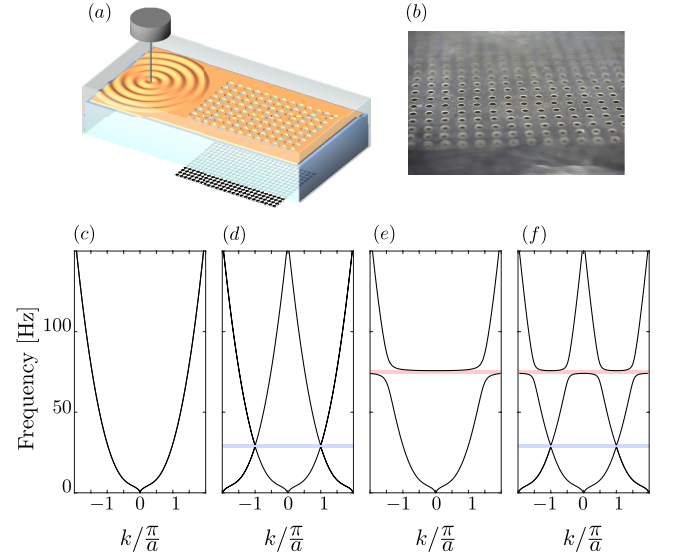 (a)
(b)
(c) (d) (e) (f)
Frequency [Hz]
100
50
0
−1 0 1 −1 0 1 −1 0 1 −1 0 1
k/π/a k/π/a k/π/a k/π/a